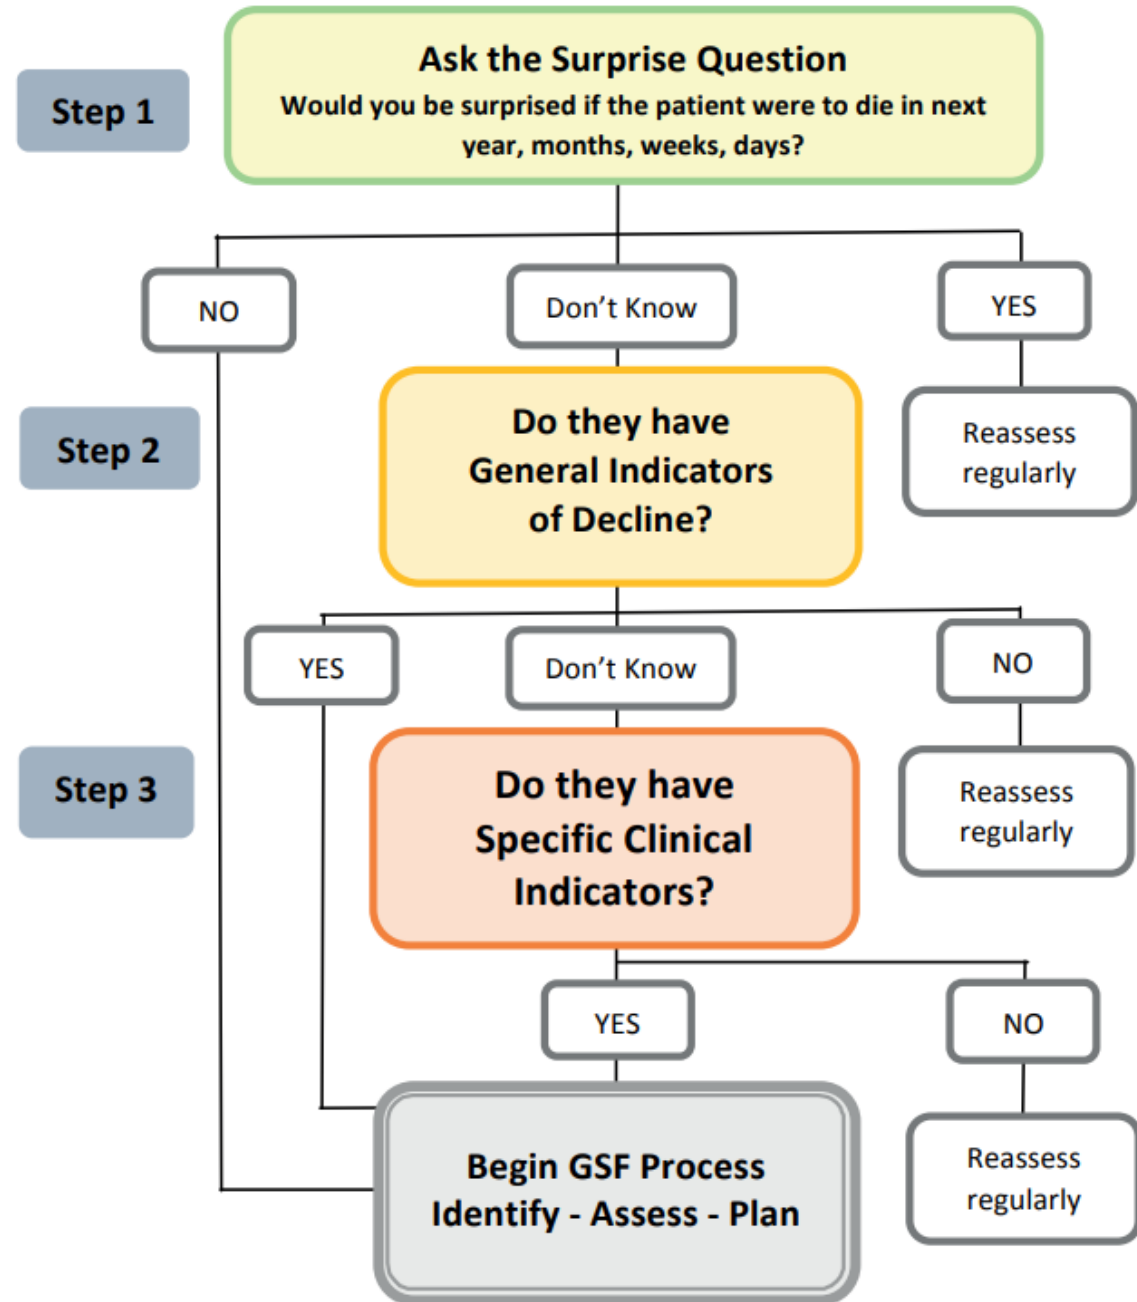 Step 1
Ask the Surprise Question
Would you be surprised if the patient were to die in next
year, months, weeks, days?
NO
Don’t Know
YES
Step 2
Do they have
General Indicators
of Decline?
Reassess
regularly
YES
Don’t Know
NO
Step 3
Do they have
Specific Clinical
Indicators?
Reassess
regularly
YES
NO
Begin GSF Process
Identify - Assess - Plan
Reassess
regularly